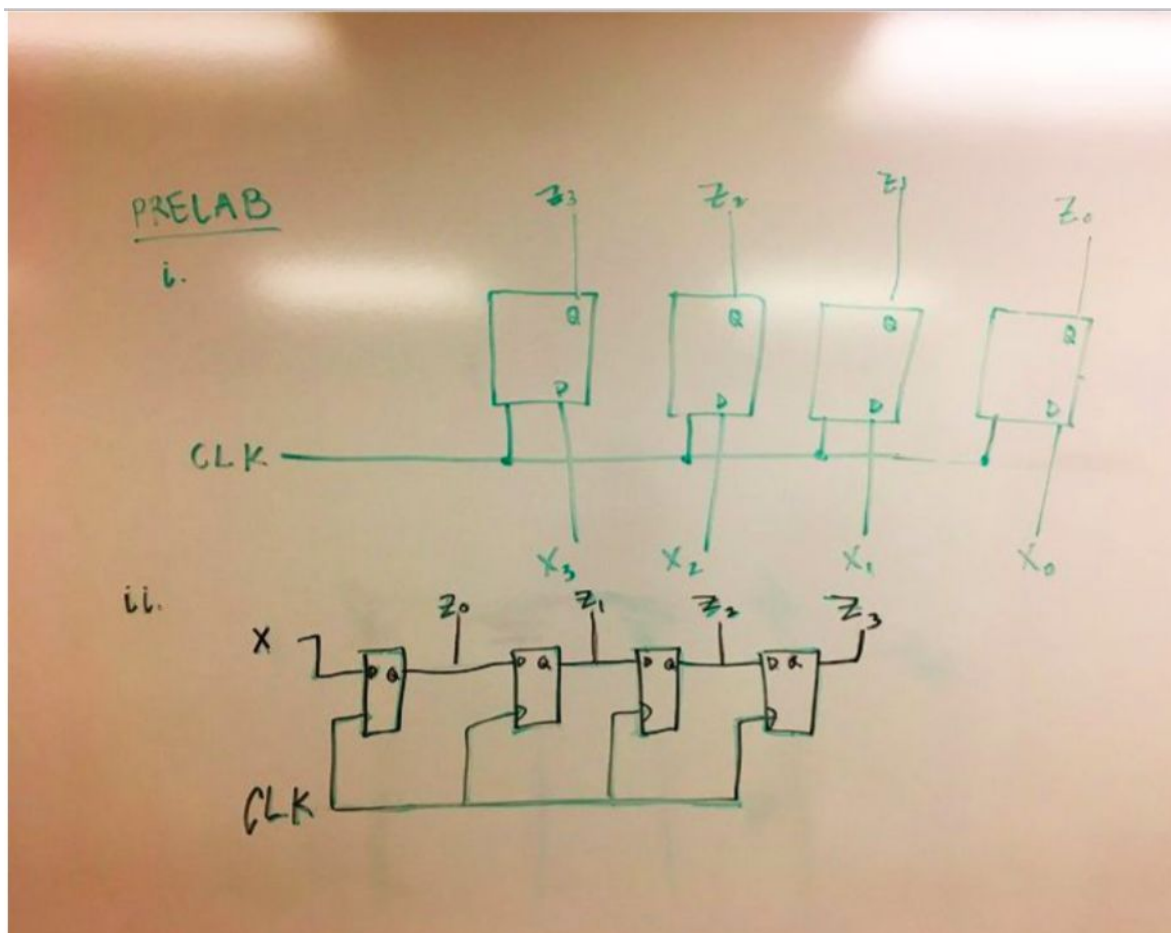 PRELAB
i.
Z3 Z2 Z1 Z0
Q Q Q Q
D D D D
CLK
X3 X2 X1 X0
ii.
Z0 Z1 Z2 Z3
X
D Q D Q D Q D Q
CLK